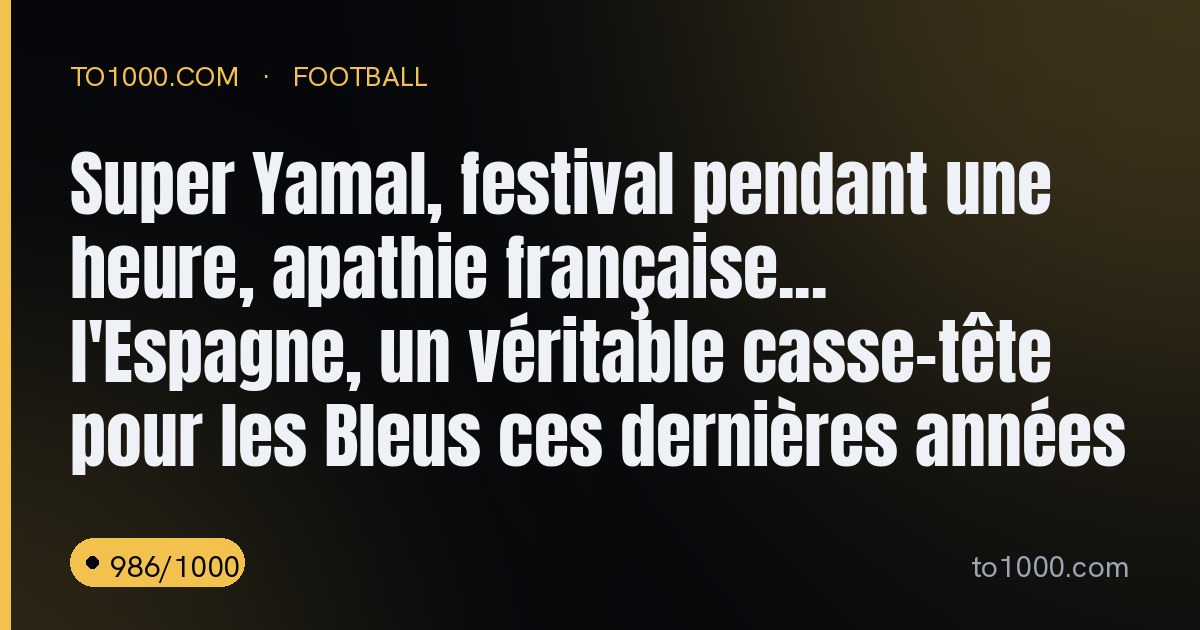 TO1000.COM · FOOTBALL
Super Yamal, festival pendant une
heure, apathie française...
l'Espagne, un véritable casse-tête
pour les Bleus ces dernières années
986/1000
to1000.com